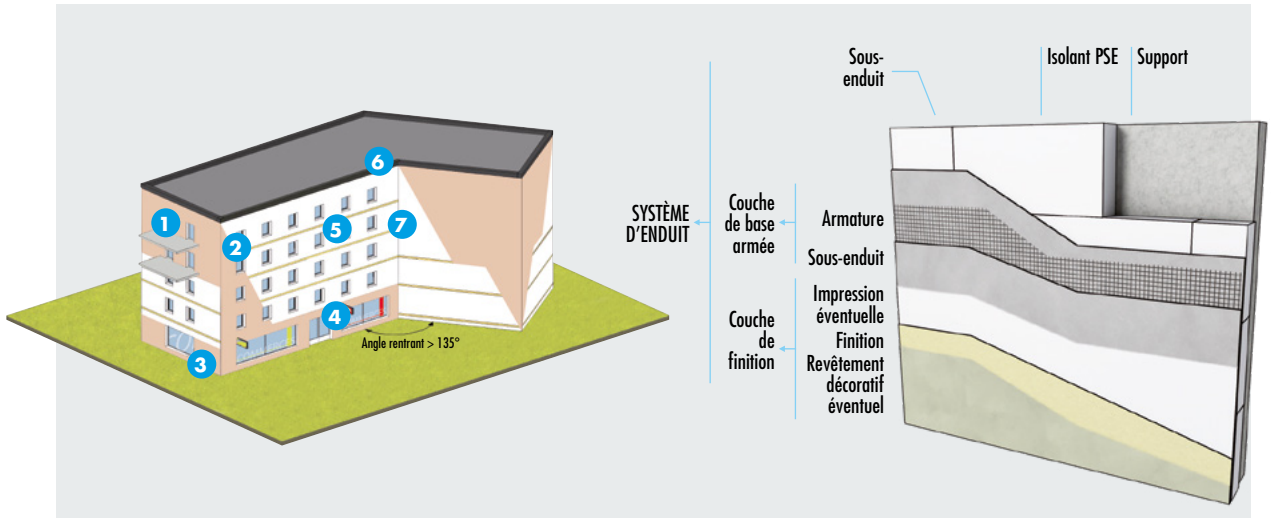 1
2
3
4
5
6
7
Angle rentrant > 135°
SYSTÈME
D'ENDUIT
Couche
de base
armée
Couche
de
finition
Sous-
enduit
Isolant PSE
Support
Armature
Sous-enduit
Impression
éventuelle
Finition
Revêtement
décoratif
éventuel